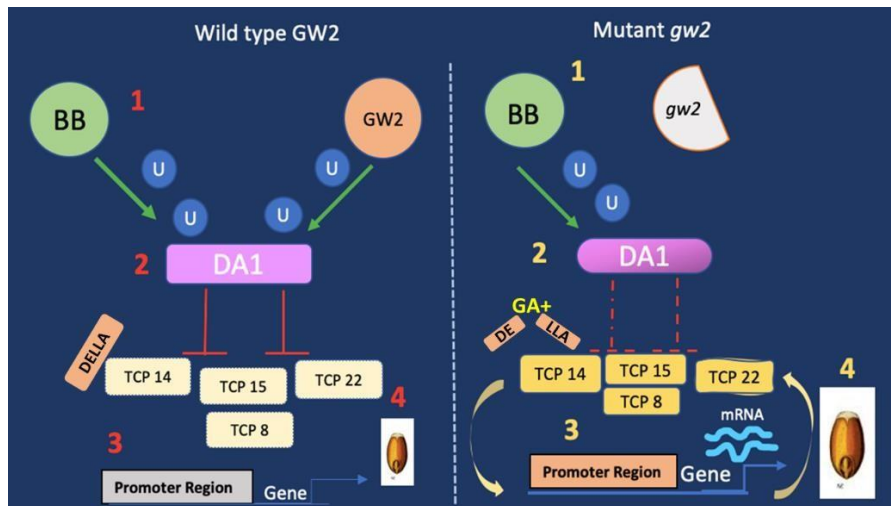 Wild type GW2
BB
1
GW2
U
U
U
U
2
DA1
DELLA
TCP 14
TCP 15
TCP 22
TCP 8
4
3
Promoter Region
Gene
Mutant gw2
1
BB
gw2
U
U
2
DA1
GA+
DE
LLA
TCP 14
TCP 15
TCP 22
TCP 8
4
3
mRNA
Promoter Region
Gene